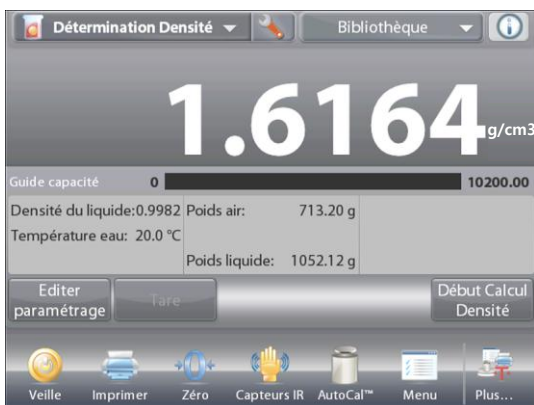 Détermination Densité
Bibliothèque
1.6164 g/cm3
Guide capacité 0 10200.00
Densité du liquide:0.9982 Poids air: 713.20 g
Température eau: 20.0 °C
Poids liquide: 1052.12 g
Editer paramétrage
Tare
Début Calcul Densité
Veille Imprimer Zéro Capteurs IR AutoCal™ Menu Plus...